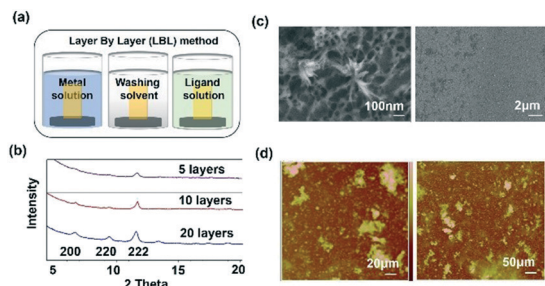 (a)
Layer By Layer (LBL) method
Metal
solution
Washing
solvent
Ligand
solution
(b)
Intensity
5 layers
10 layers
20 layers
200
220
222
5
10
15
20
2 Theta
(c)
100nm
2μm
(d)
20μm
50μm